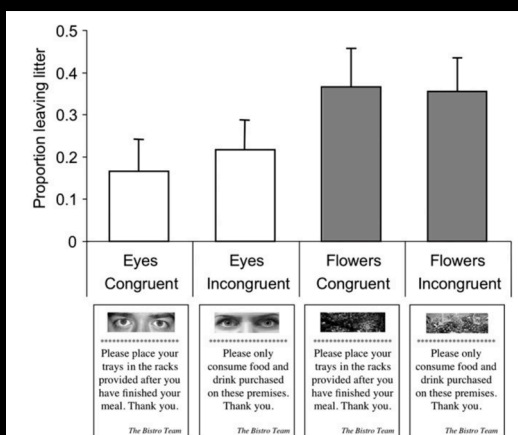 0.5
0.4
0.3
0.2
0.1
0
Proportion leaving litter
Eyes
Congruent
Eyes
Incongruent
Flowers
Congruent
Flowers
Incongruent
********************
Please place your
trays in the racks
provided after you
have finished your
meal. Thank you.
The Bistro Team
********************
Please only
consume food and
drink purchased
on these premises.
Thank you.
The Bistro Team
********************
Please place your
trays in the racks
provided after you
have finished your
meal. Thank you.
The Bistro Team
********************
Please only
consume food and
drink purchased
on these premises.
Thank you.
The Bistro Team